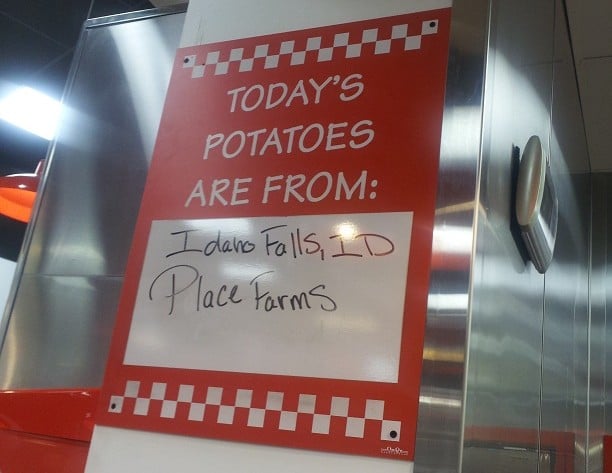 TODAY'S
POTATOES
ARE FROM:
Idaho Falls, ID
Place Farms